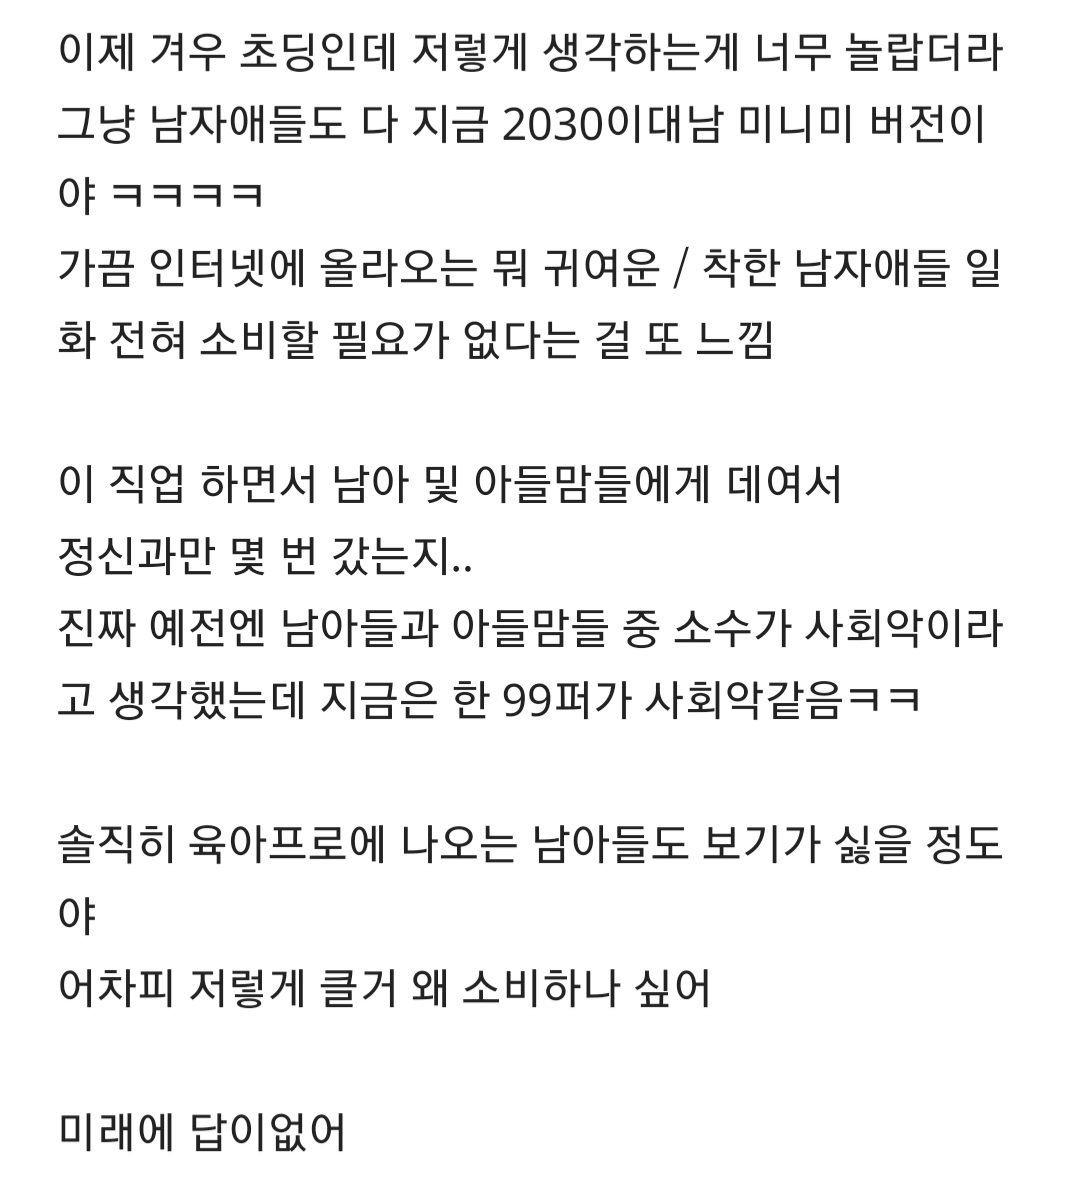 이제 겨우 초딩인데 저렇게 생각하는게 너무 놀랍더라
그냥 남자애들도 다 지금 2030이대남 미니미 버전이
야 ㅋㅋㅋㅋ
가끔 인터넷에 올라오는 뭐 귀여운 / 착한 남자애들 일
화 전혀 소비할 필요가 없다는 걸 또 느낌
이 직업 하면서 남아 및 아들맘들에게 데여서
정신과만 몇 번 갔는지..
진짜 예전엔 남아들과 아들맘들 중 소수가 사회악이라
고 생각했는데 지금은 한 99퍼가 사회악같음ㅋㅋ
솔직히 육아프로에 나오는 남아들도 보기가 싫을 정도
야
어차피 저렇게 클거 왜 소비하나 싶어
미래에 답이없어